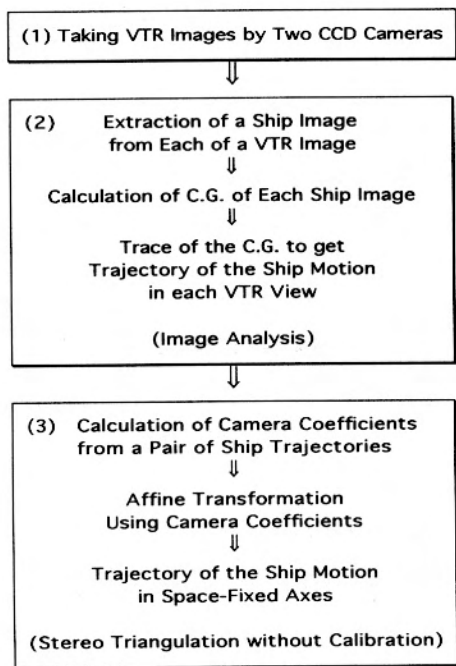 (1) Taking VTR Images by Two CCD Cameras
⇓
(2) Extraction of a Ship Image
from Each of a VTR Image
⇓
Calculation of C.G. of Each Ship Image
⇓
Trace of the C.G. to get
Trajectory of the Ship Motion
in each VTR View
(Image Analysis)
⇓
(3) Calculation of Camera Coefficients
from a Pair of Ship Trajectories
⇓
Affine Transformation
Using Camera Coefficients
⇓
Trajectory of the Ship Motion
in Space-Fixed Axes
(Stereo Triangulation without Calibration)